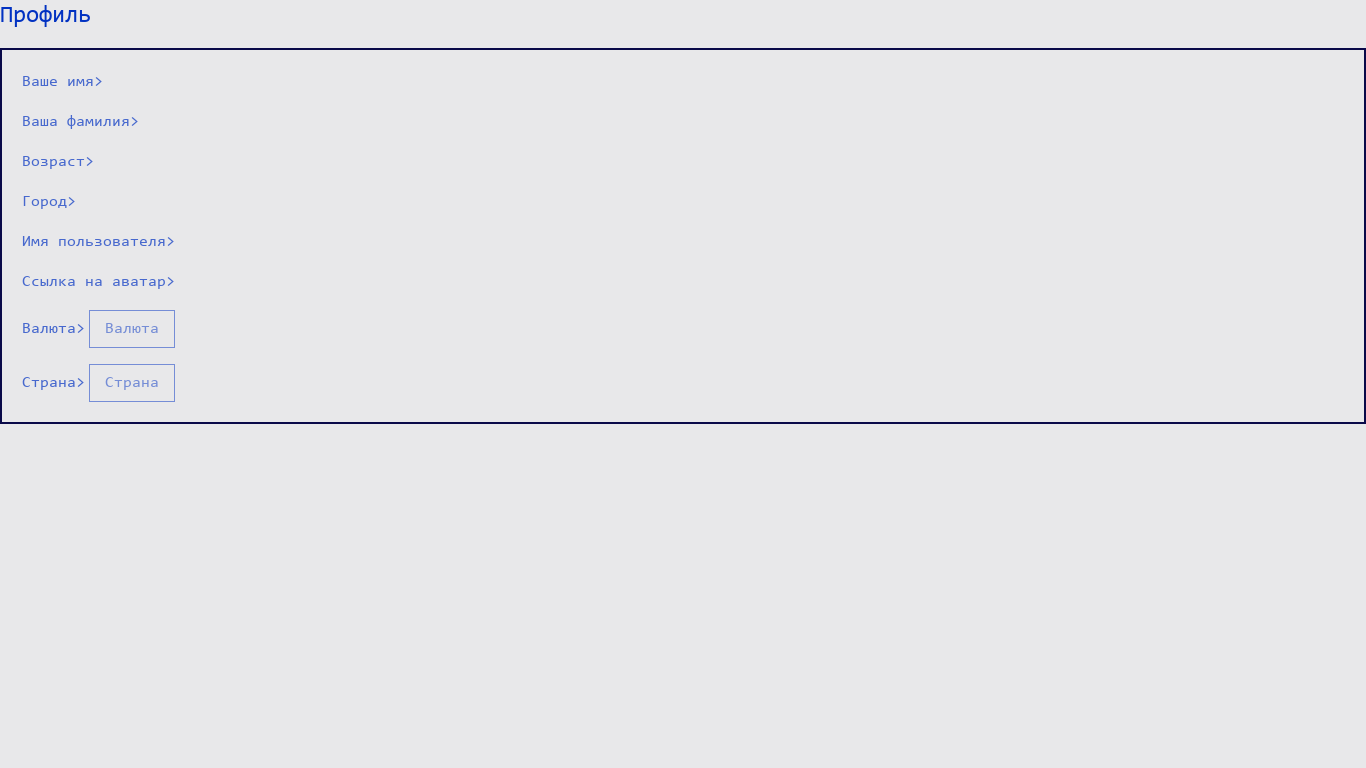 Профиль
Ваше имя>
Ваша фамилия>
Возраст>
Город>
Имя пользователя>
Ссылка на аватар>
Валюта> Валюта
Страна> Страна